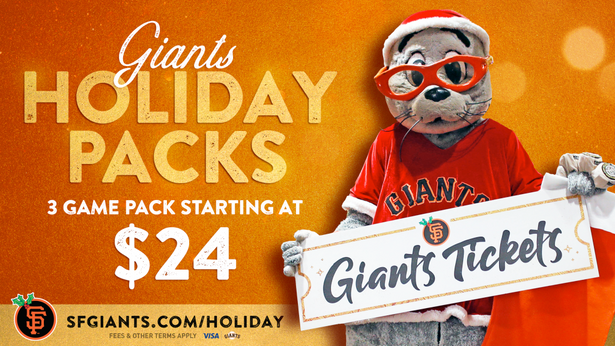 Giants
HOLIDAY
PACKS
3 GAME PACK STARTING AT
$24
SF
SFGIANTS.COM/HOLIDAY
FEES & OTHER TERMS APPLY VISA GIANTS
GIANTS
SF
Giants Tickets